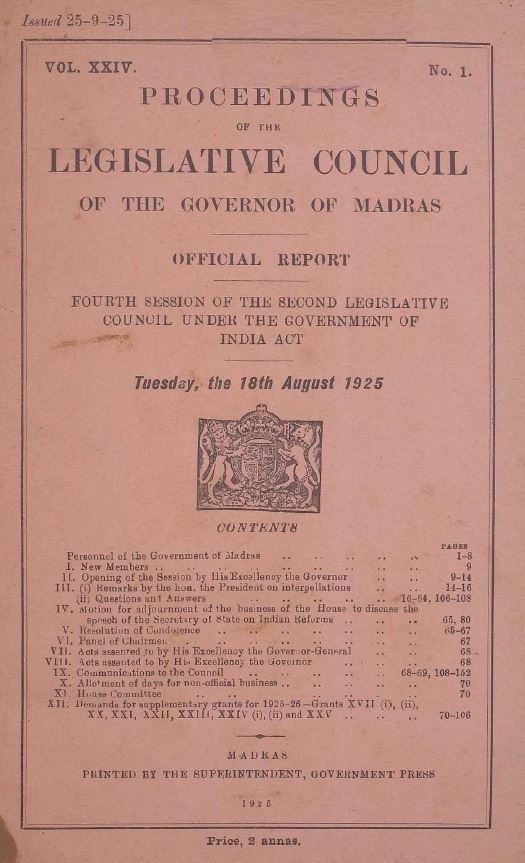 Issued 25-9-25]
VOL. XXIV.
No. 1.
PROCEEDINGS
OF THE
LEGISLATIVE COUNCIL
OF THE GOVERNOR OF MADRAS
OFFICIAL REPORT
FOURTH SESSION OF THE SECOND LEGISLATIVE
COUNCIL UNDER THE GOVERNMENT OF
INDIA ACT
Tuesday, the 18th August 1925
CONTENTS
PAGES
Personnel of the Government of Madras .. .. .. .. .. 1-8
I. New Members .. .. .. .. .. .. .. .. 9
II. Opening of the Session by His Excellency the Governor .. .. 9-14
III. (i) Remarks by the hon. the President on interpellations .. .. 14-16
(ii) Questions and Answers .. .. .. .. .. 16-64, 106-108
IV. Motion for adjournment of the business of the House to discuss the
speech of the Secretary of State on Indian Reforms .. .. .. 65, 80
V. Resolution of Condolence .. .. .. .. .. .. .. 65-67
VI. Panel of Chairmen .. .. .. .. .. .. .. 67
VII. Acts assented to by His Excellency the Governor-General .. .. 68
VIII. Acts assented to by His Excellency the Governor .. .. .. 68
IX. Communications to the Council .. .. .. .. .. 68-69, 108-152
X. Allotment of days for non-official business .. .. .. .. .. 70
XI. House Committee .. .. .. .. .. .. .. 70
XII. Demands for supplementary grants for 1925-26—Grants XVII (i), (ii),
XX, XXI, XXII, XXIII, XXIV (i), (ii) and XXV .. .. .. 70-106
MADRAS
PRINTED BY THE SUPERINTENDENT, GOVERNMENT PRESS
1925
Price, 2 annas.